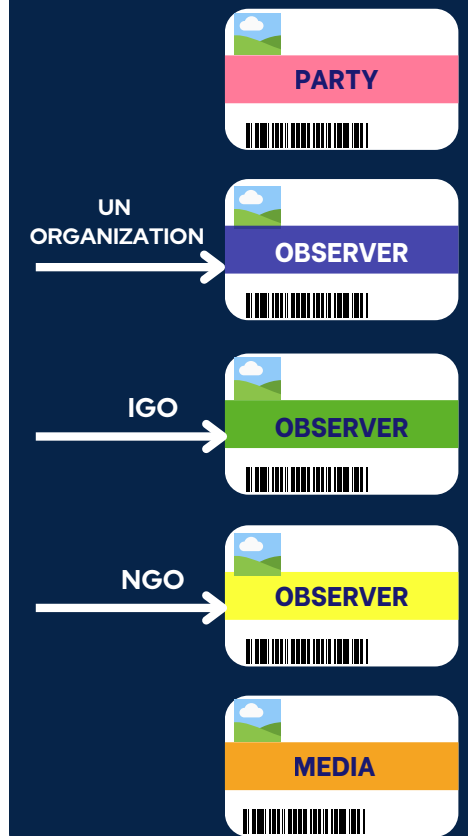 PARTY
UN
ORGANIZATION
OBSERVER
IGO
OBSERVER
NGO
OBSERVER
MEDIA